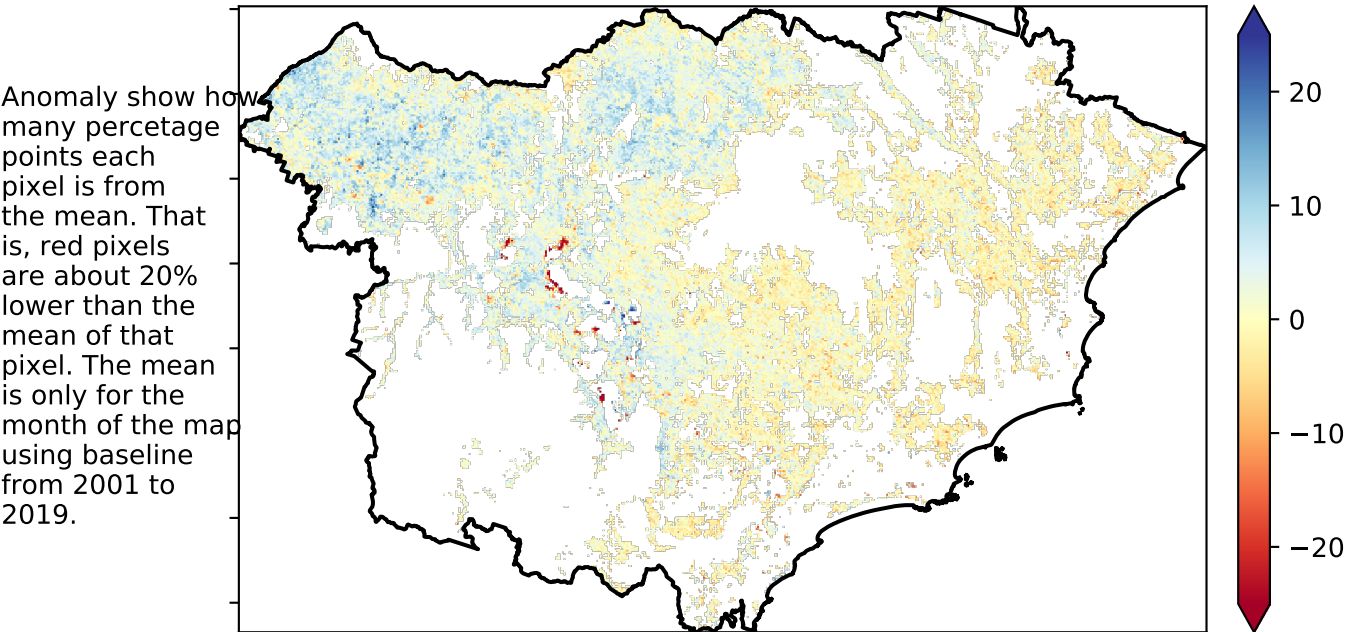 Anomaly show how
many percetage
points each
pixel is from
the mean. That
is, red pixels
are about 20%
lower than the
mean of that
pixel. The mean
is only for the
month of the map
using baseline
from 2001 to
2019.
20
10
0
−10
−20